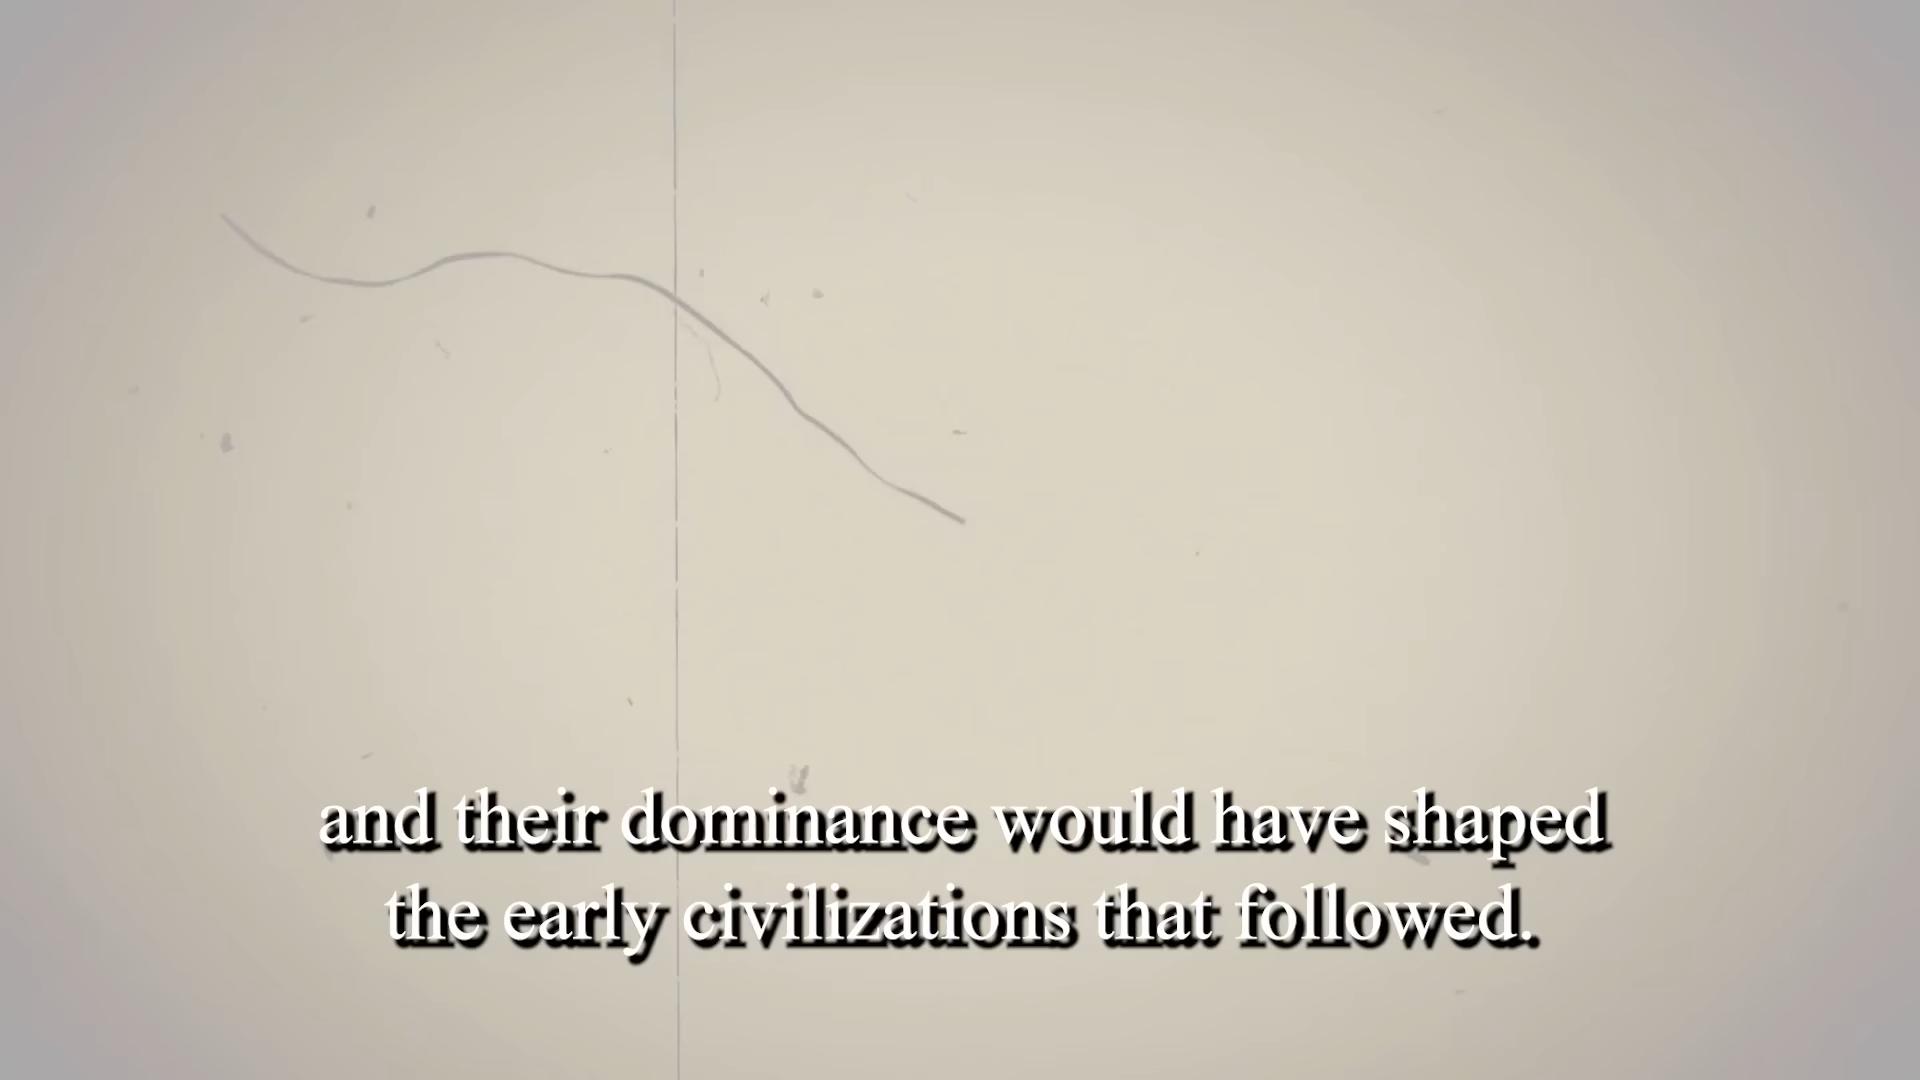 and their dominance would have shaped
the early civilizations that followed.